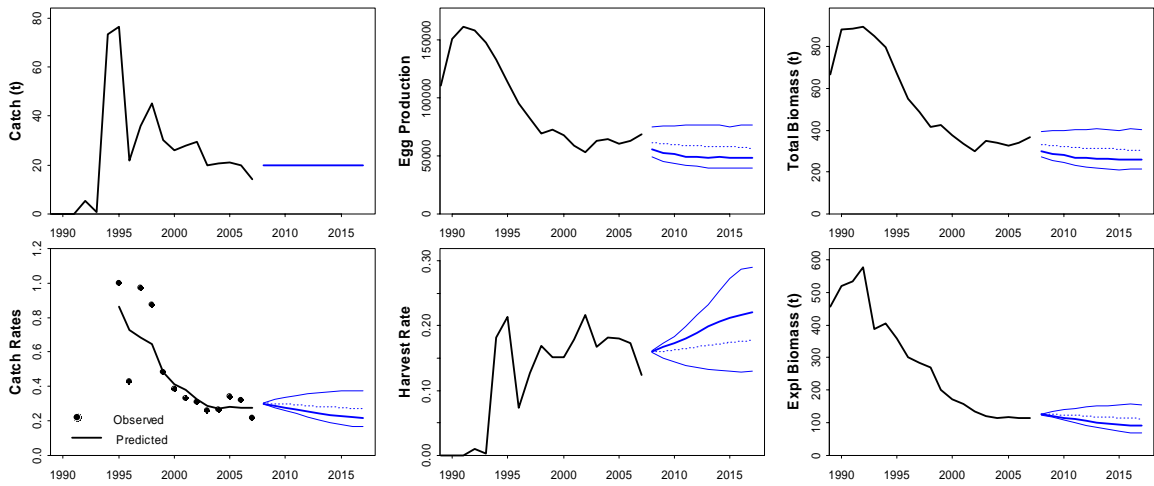 Catch (t)
0 20 40 60 80
1990 1995 2000 2005 2010 2015
Egg Production
0 50000 100000 150000
1990 1995 2000 2005 2010 2015
Total Biomass (t)
0 200 400 600 800
1990 1995 2000 2005 2010 2015
Catch Rates
0.0 0.2 0.4 0.6 0.8 1.0 1.2
Observed
Predicted
1990 1995 2000 2005 2010 2015
Harvest Rate
0.00 0.10 0.20 0.30
1990 1995 2000 2005 2010 2015
Expl Biomass (t)
0 100 200 300 400 500 600
1990 1995 2000 2005 2010 2015